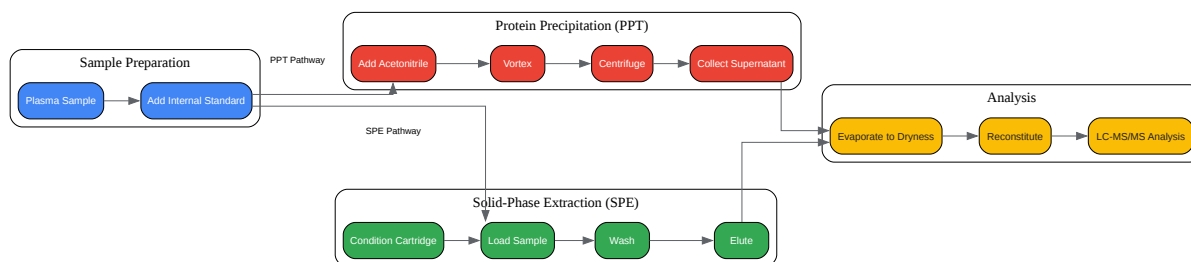 Sample Preparation
Plasma Sample
Add Internal Standard
PPT Pathway
SPE Pathway
Protein Precipitation (PPT)
Add Acetonitrile
Vortex
Centrifuge
Collect Supernatant
Solid-Phase Extraction (SPE)
Condition Cartridge
Load Sample
Wash
Elute
Analysis
Evaporate to Dryness
Reconstitute
LC-MS/MS Analysis